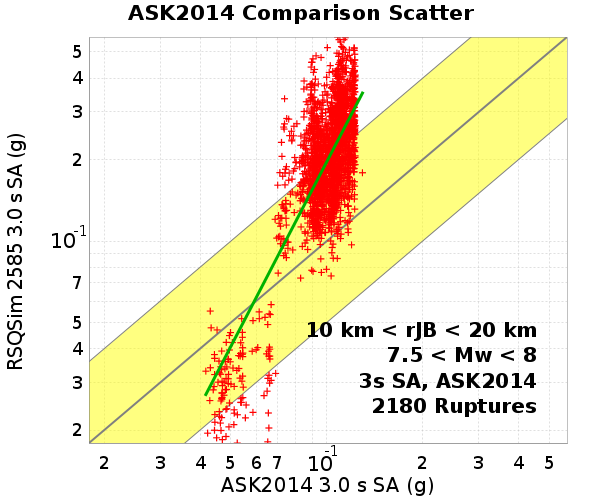 ASK2014 Comparison Scatter
RSQSim 2585 3.0 s SA (g)
5
4
3
2
10-1
7
5
4
3
2
10 km < rJB < 20 km
7.5 < Mw < 8
3s SA, ASK2014
2180 Ruptures
2 3 4 5 6 7 10-1 2 3 4 5
ASK2014 3.0 s SA (g)